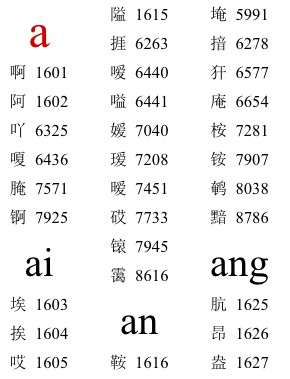 a
啊 1601
阿 1602
吖 6325
嗄 6436
腌 7571
锕 7925
ai
埃 1603
挨 1604
哎 1605
隘 1615
捱 6263
嗳 6440
嗌 6441
嫒 7040
瑷 7208
暧 7451
砹 7733
锿 7945
霭 8616
an
鞍 1616
埯 5991
揞 6278
犴 6577
庵 6654
桉 7281
铵 7907
鹌 8038
黯 8786
ang
肮 1625
昂 1626
盎 1627